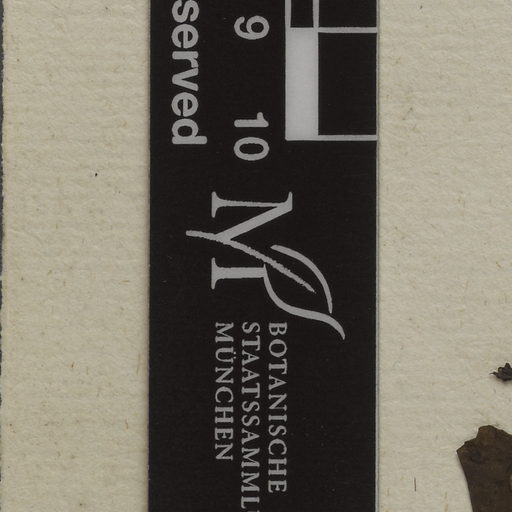 served
9 10
BOTANISCHE
STAATSSAMML
MÜNCHEN